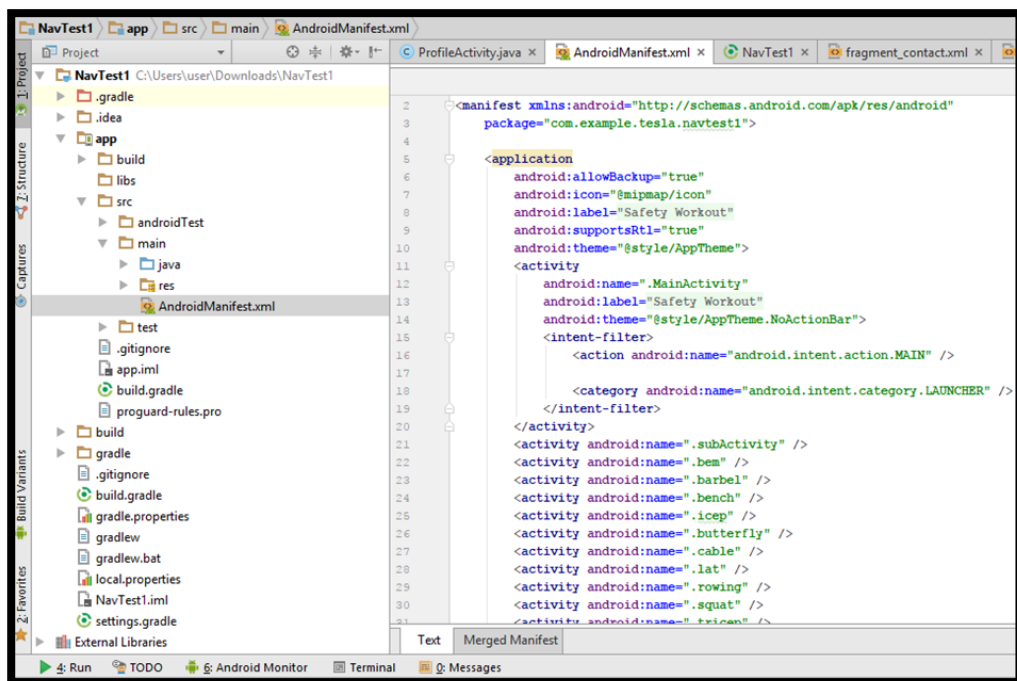 NavTest1 app src main AndroidManifest.xml
Project
ProfileActivity.java × AndroidManifest.xml × NavTest1 × fragment_contact.xml ×
1: Project
7: Structure
Captures
Build Variants
2: Favorites
NavTest1 C:\Users\user\Downloads\NavTest1
.gradle
.idea
app
build
libs
src
androidTest
main
java
res
AndroidManifest.xml
test
.gitignore
app.iml
build.gradle
proguard-rules.pro
build
gradle
.gitignore
build.gradle
gradle.properties
gradlew
gradlew.bat
local.properties
NavTest1.iml
settings.gradle
External Libraries
2 <manifest xmlns:android="http://schemas.android.com/apk/res/android"
3 package="com.example.tesla.navtest1">
4
5 <application
6 android:allowBackup="true"
7 android:icon="@mipmap/icon"
8 android:label="Safety Workout"
9 android:supportsRtl="true"
10 android:theme="@style/AppTheme">
11 <activity
12 android:name=".MainActivity"
13 android:label="Safety Workout"
14 android:theme="@style/AppTheme.NoActionBar">
15 <intent-filter>
16 <action android:name="android.intent.action.MAIN" />
17
18 <category android:name="android.intent.category.LAUNCHER" />
19 </intent-filter>
20 </activity>
21 <activity android:name=".subActivity" />
22 <activity android:name=".bem" />
23 <activity android:name=".barbel" />
24 <activity android:name=".bench" />
25 <activity android:name=".icep" />
26 <activity android:name=".butterfly" />
27 <activity android:name=".cable" />
28 <activity android:name=".lat" />
29 <activity android:name=".rowing" />
30 <activity android:name=".squat" />
31 <activity android:name=".tricep" />
Text Merged Manifest
4: Run TODO 6: Android Monitor Terminal 0: Messages